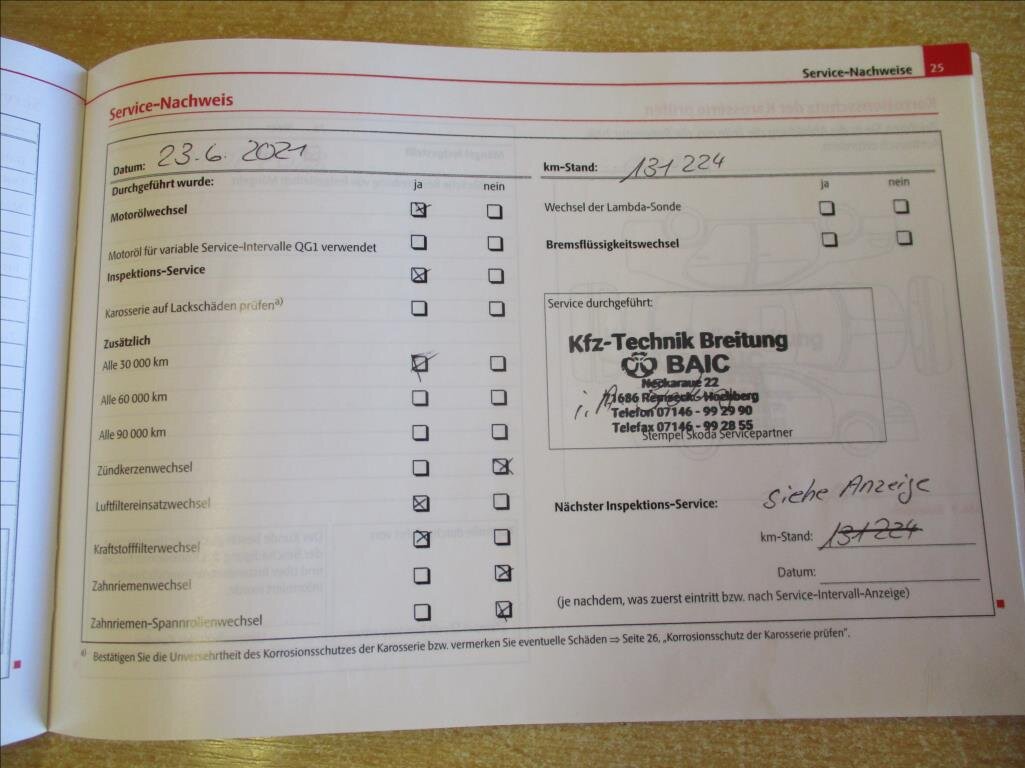 Service-Nachweise 25
Service-Nachweis
Datum: 23.6. 2021
km-Stand: 131 224
Durchgeführt wurde: ja nein
ja nein
Motorölwechsel
Wechsel der Lambda-Sonde
Motoröl für variable Service-Intervalle QG1 verwendet
Bremsflüssigkeitswechsel
Inspektions-Service
Karosserie auf Lackschäden prüfen a)
Zusätzlich
Alle 30 000 km
Alle 60 000 km
Alle 90 000 km
Zündkerzenwechsel
Luftfiltereinsatzwechsel
Kraftstofffilterwechsel
Zahnriemenwechsel
Zahnriemen-Spannrollenwechsel
Service durchgeführt:
Kfz-Technik Breitung
BAIC
Neckaraue 22
71686 Remseck - Hochberg
i.A.
Telefon 07146 - 99 29 90
Telefax 07146 - 99 28 55
Stempel Skoda Servicepartner
Nächster Inspektions-Service: siehe Anzeige
km-Stand: 131 224
Datum:
(je nachdem, was zuerst eintritt bzw. nach Service-Intervall-Anzeige)
a) Bestätigen Sie die Unversehrtheit des Korrosionsschutzes der Karosserie bzw. vermerken Sie eventuelle Schäden ⇒ Seite 26, „Korrosionsschutz der Karosserie prüfen“.